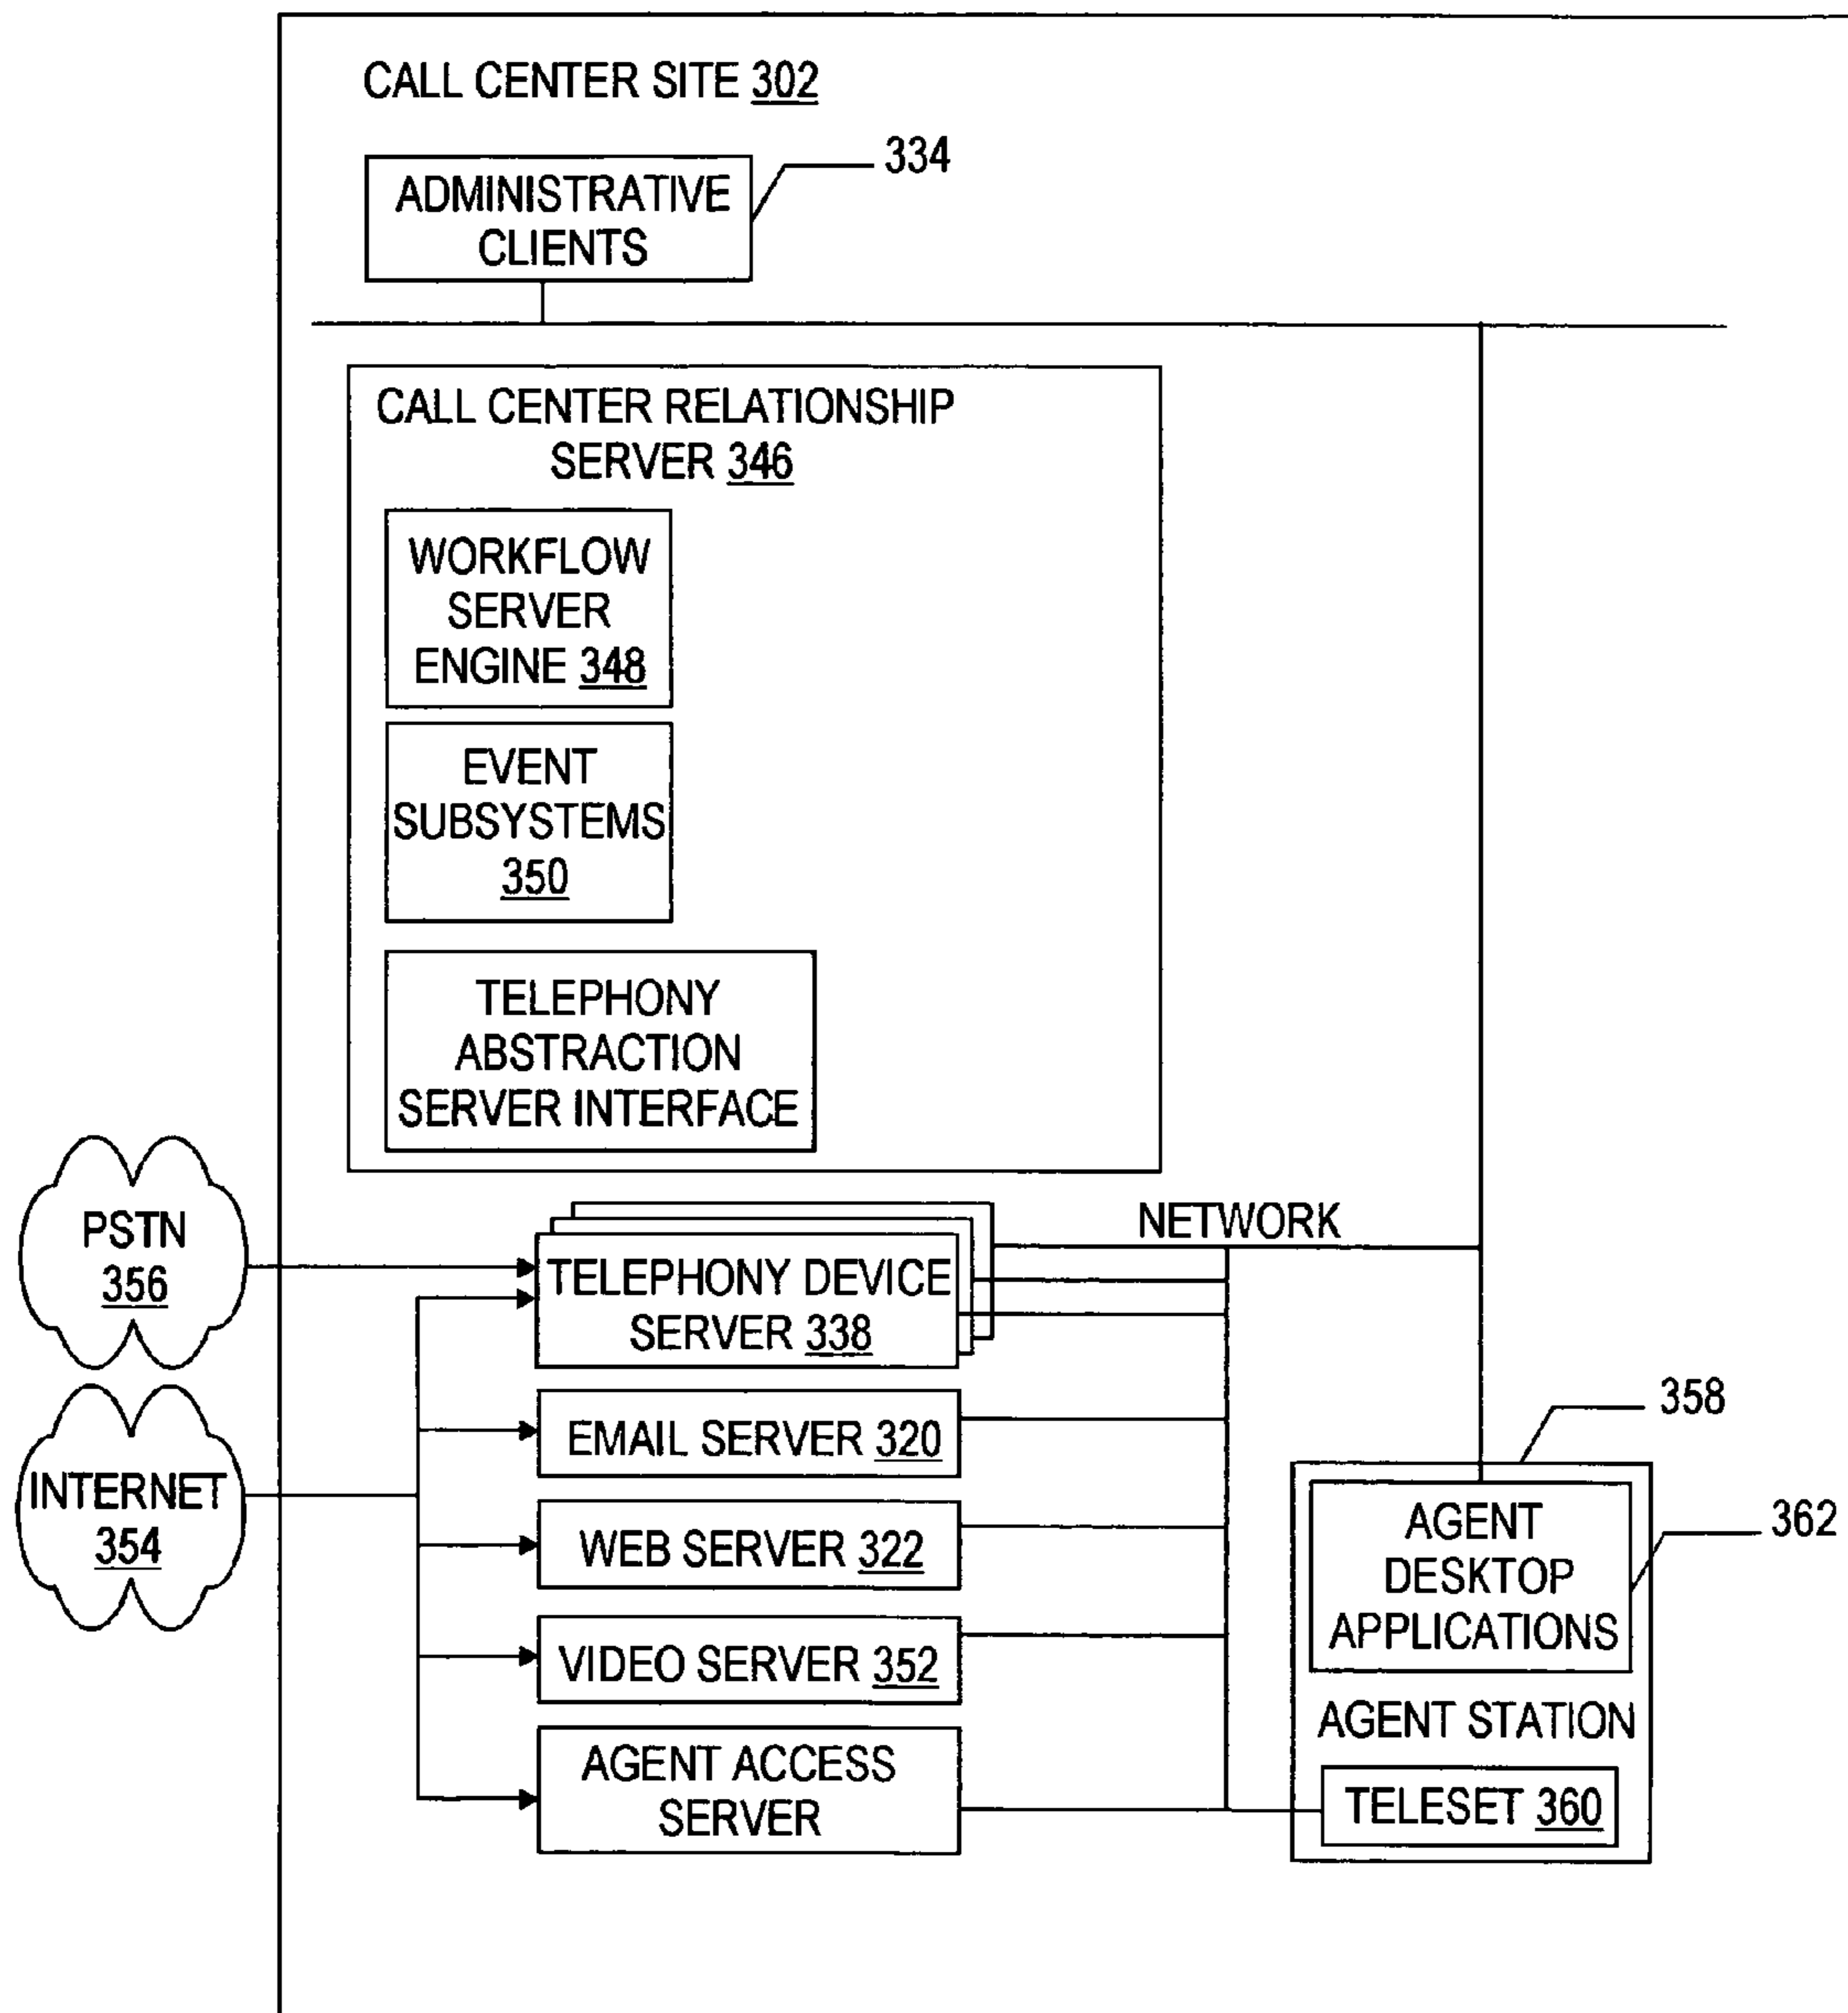 CALL CENTER SITE 302
334
ADMINISTRATIVE
CLIENTS
CALL CENTER RELATIONSHIP
SERVER 346
WORKFLOW
SERVER
ENGINE 348
EVENT
SUBSYSTEMS
350
TELEPHONY
ABSTRACTION
SERVER INTERFACE
PSTN
356
NETWORK
TELEPHONY DEVICE
SERVER 338
INTERNET
354
EMAIL SERVER 320
WEB SERVER 322
VIDEO SERVER 352
AGENT ACCESS
SERVER
358
362
AGENT
DESKTOP
APPLICATIONS
AGENT STATION
TELESET 360